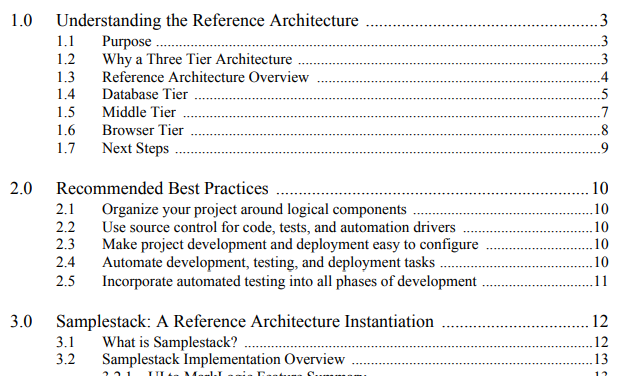 1.0 Understanding the Reference Architecture ..................................................... 3
1.1 Purpose ..........................................................................................................................3
1.2 Why a Three Tier Architecture .....................................................................................3
1.3 Reference Architecture Overview ................................................................................4
1.4 Database Tier ................................................................................................................5
1.5 Middle Tier ...................................................................................................................7
1.6 Browser Tier .................................................................................................................8
1.7 Next Steps .....................................................................................................................9
2.0 Recommended Best Practices ...................................................................... 10
2.1 Organize your project around logical components .....................................................10
2.2 Use source control for code, tests, and automation drivers ........................................10
2.3 Make project development and deployment easy to configure ..................................10
2.4 Automate development, testing, and deployment tasks ..............................................10
2.5 Incorporate automated testing into all phases of development ...................................11
3.0 Samplestack: A Reference Architecture Instantiation ................................. 12
3.1 What is Samplestack? .................................................................................................12
3.2 Samplestack Implementation Overview .....................................................................13